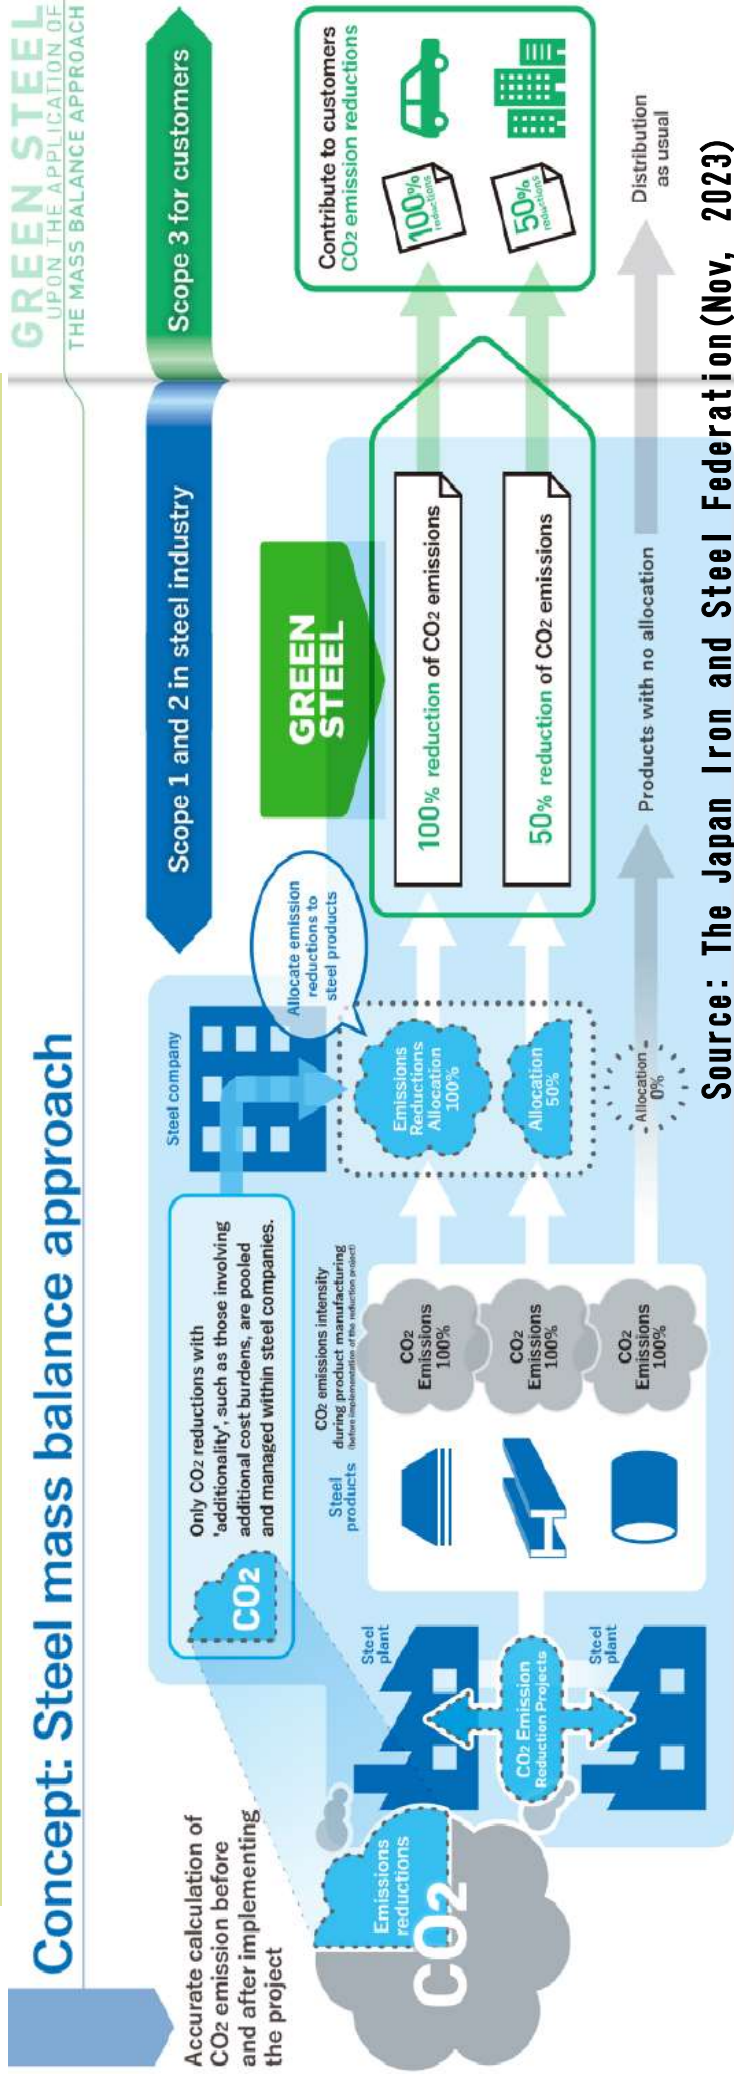 Concept: Steel mass balance approach
GREEN STEEL
UPON THE APPLICATION OF
THE MASS BALANCE APPROACH
Scope 1 and 2 in steel industry
Scope 3 for customers
Accurate calculation of
CO2 emission before
and after implementing
the project
Emissions
reductions
CO2
CO2
Only CO2 reductions with
'additionality', such as those involving
additional cost burdens, are pooled
and managed within steel companies.
Steel company
Allocate emission
reductions to
steel products
Steel
plant
CO2 Emission
Reduction Projects
Steel
plant
Steel
products
CO2 emissions intensity
during product manufacturing
(before implementation of the reduction project)
CO2
Emissions
100%
CO2
Emissions
100%
CO2
Emissions
100%
Emissions
Reductions
Allocation
100%
Allocation
50%
Allocation
0%
GREEN
STEEL
100% reduction of CO2 emissions
50% reduction of CO2 emissions
Products with no allocation
Contribute to customers
CO2 emission reductions
100%
reductions
50%
reductions
Distribution
as usual
Source: The Japan Iron and Steel Federation(Nov, 2023)